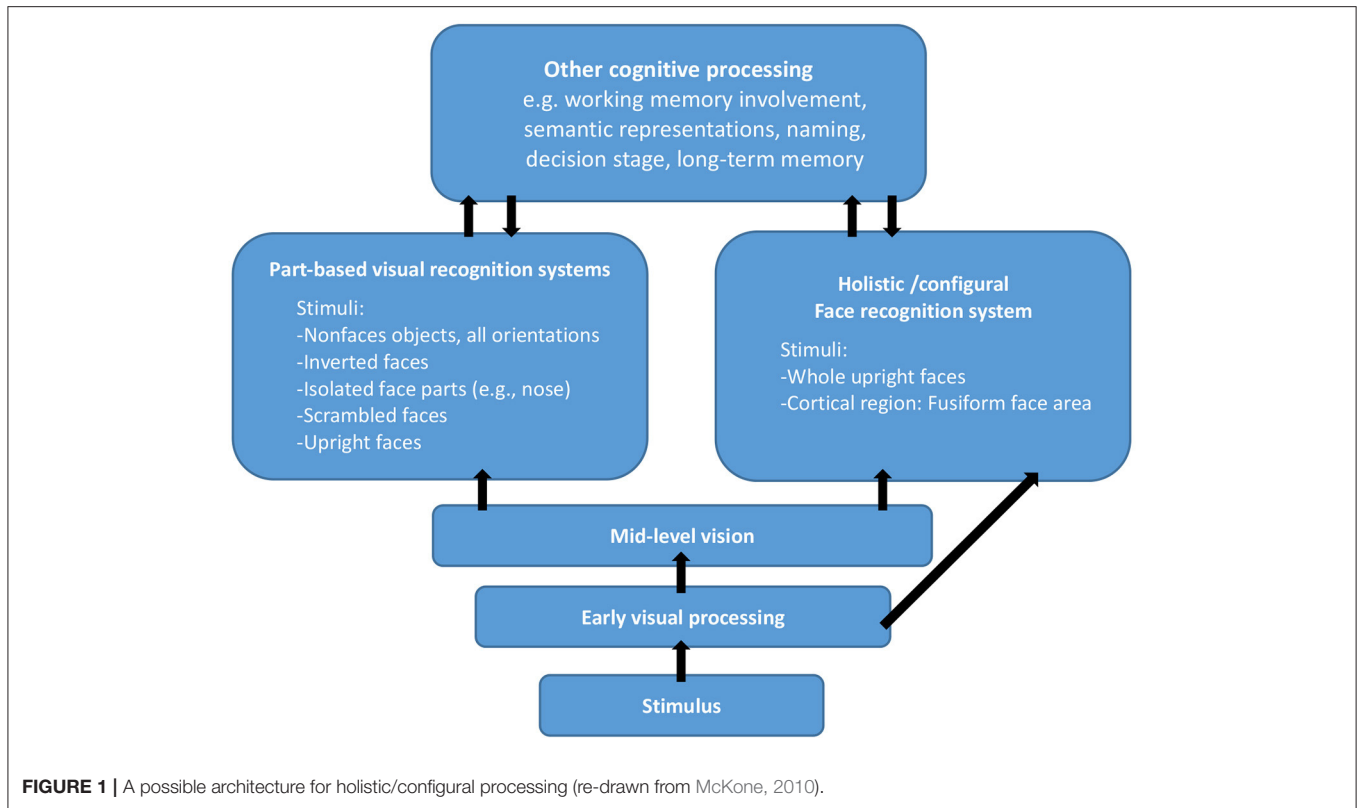 Other cognitive processing
e.g. working memory involvement,
semantic representations, naming,
decision stage, long-term memory
Part-based visual recognition systems
Stimuli:
-Nonfaces objects, all orientations
-Inverted faces
-Isolated face parts (e.g., nose)
-Scrambled faces
-Upright faces
Holistic /configural
Face recognition system
Stimuli:
-Whole upright faces
-Cortical region: Fusiform face area
Mid-level vision
Early visual processing
Stimulus
FIGURE 1 | A possible architecture for holistic/configural processing (re-drawn from McKone, 2010).